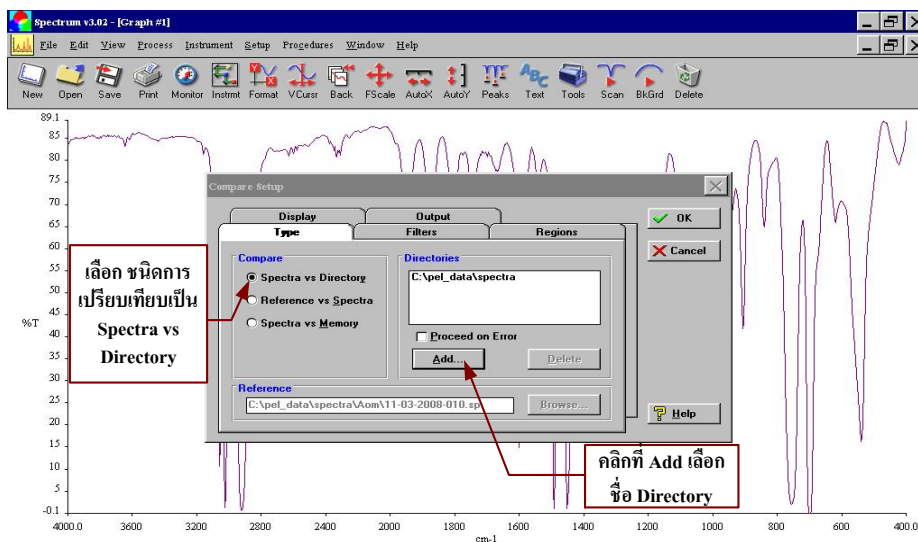 Spectrum v3.02 - [Graph #1]
File Edit View Process Instrument Setup Procedures Window Help
New Open Save Print Monitor Instrmt Format VCursr Back FScale AutoX AutoY Peaks Text Tools Scan BkGrd Delete
89.1
85
80
75
70
65
60
55
50
45
%T
40
35
30
25
20
15
10
5
-0.1
4000.0 3600 3200 2800 2400 2000 1800 1600 1400 1200 1000 800 600 400.0
cm-1
Compare Setup
Display Output
Type Filters Regions
OK
Cancel
Help
Compare
Spectra vs Directory
Reference vs Spectra
Spectra vs Memory
Directories
C:\pel_data\spectra
Proceed on Error
Add... Delete
Reference
C:\pel_data\spectra\Aom\11-03-2008-010.sp Browse...
เลือก ชนิดการ
เปรียบเทียบเป็น
Spectra vs
Directory
คลิกที่ Add เลือก
ชื่อ Directory